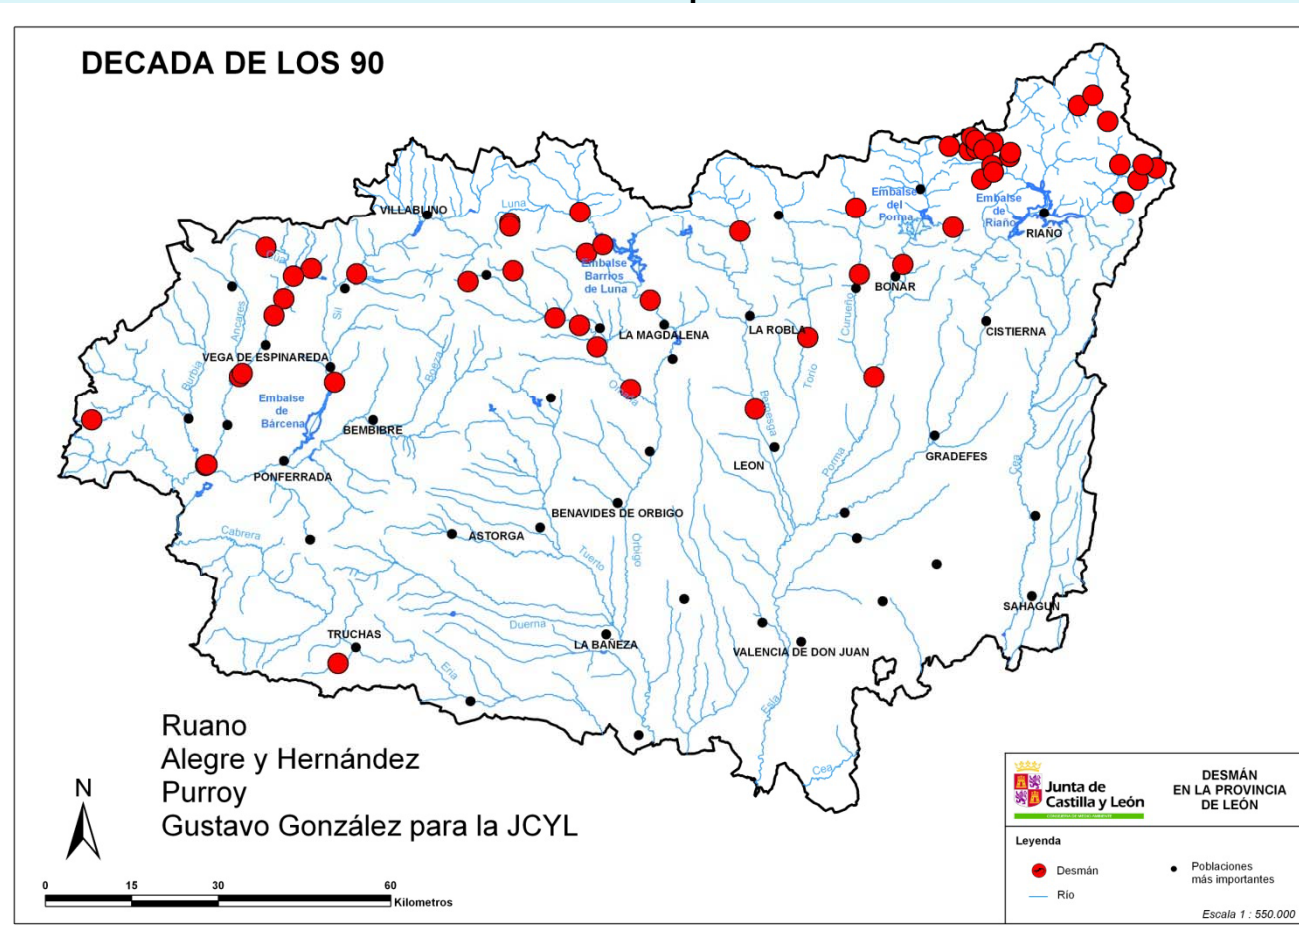 DECADA DE LOS 90
VILLABLINO
Luna
Embalse
del
Porma
Embalse
de
Riaño
RIAÑO
Cua
Embalse
Barrios
de Luna
BOÑAR
Ancares
Sil
Curueño
LA MAGDALENA
LA ROBLA
CISTIERNA
VEGA DE ESPINAREDA
Burbia
Boeza
Omaña
Torío
Bernesga
Embalse
de
Bárcena
BEMBIBRE
PONFERRADA
LEON
Porma
GRADEFES
Cea
BENAVIDES DE ORBIGO
Cabrera
ASTORGA
Tuerto
Orbigo
SAHAGUN
Duerna
TRUCHAS
LA BAÑEZA
VALENCIA DE DON JUAN
Eria
Esla
Cea
Ruano
Alegre y Hernández
Purroy
Gustavo González para la JCYL
N
0 15 30 60
Kilometros
Junta de
Castilla y León
DESMÁN
EN LA PROVINCIA
DE LEÓN
Leyenda
Desmán
Río
Poblaciones
más importantes
Escala 1 : 550.000